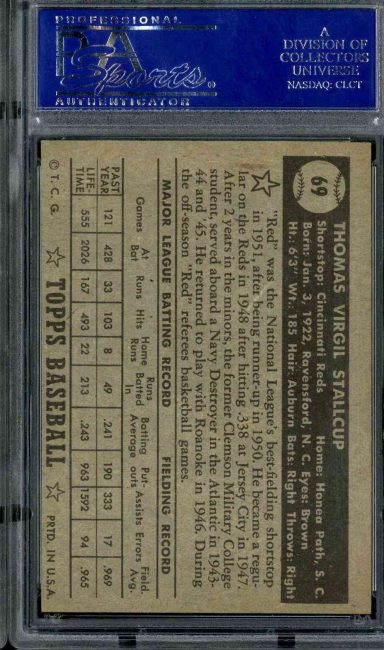 PROFESSIONAL
PSA
Sports
AUTHENTICATOR
A
DIVISION OF
COLLECTORS
UNIVERSE
NASDAQ: CLCT
69
THOMAS VIRGIL STALLCUP
Shortstop: Cincinnati Reds Home: Honea Path, S. C.
Born: Jan. 3, 1922, Ravensford, N. C. Eyes: Brown
Ht.: 6'3" Wt.: 185 Hair: Auburn Bats: Right Throws: Right
"Red" was the National League's best-fielding shortstop
in 1951, after being runner-up in 1950. He became a regu-
lar on the Reds in 1948 after hitting .338 at Jersey City in 1947.
After 2 years in the minors, the former Clemson Military College
student, served aboard a Navy Destroyer in the Atlantic in 1943-
44 and '45. He returned to play with Roanoke in 1946. During
the off-season "Red" referees basketball games.
MAJOR LEAGUE BATTING RECORD FIELDING RECORD
Games At Bat Runs Hits Home Runs Runs Batted In Batting Average Put-outs Assists Errors Field. Avg.
PAST YEAR 121 428 33 103 8 49 .241 190 333 17 .969
LIFE-TIME 555 2026 167 493 22 213 .243 963 1592 94 .965
© T. C. G. TOPPS BASEBALL PRTD. IN U.S.A.